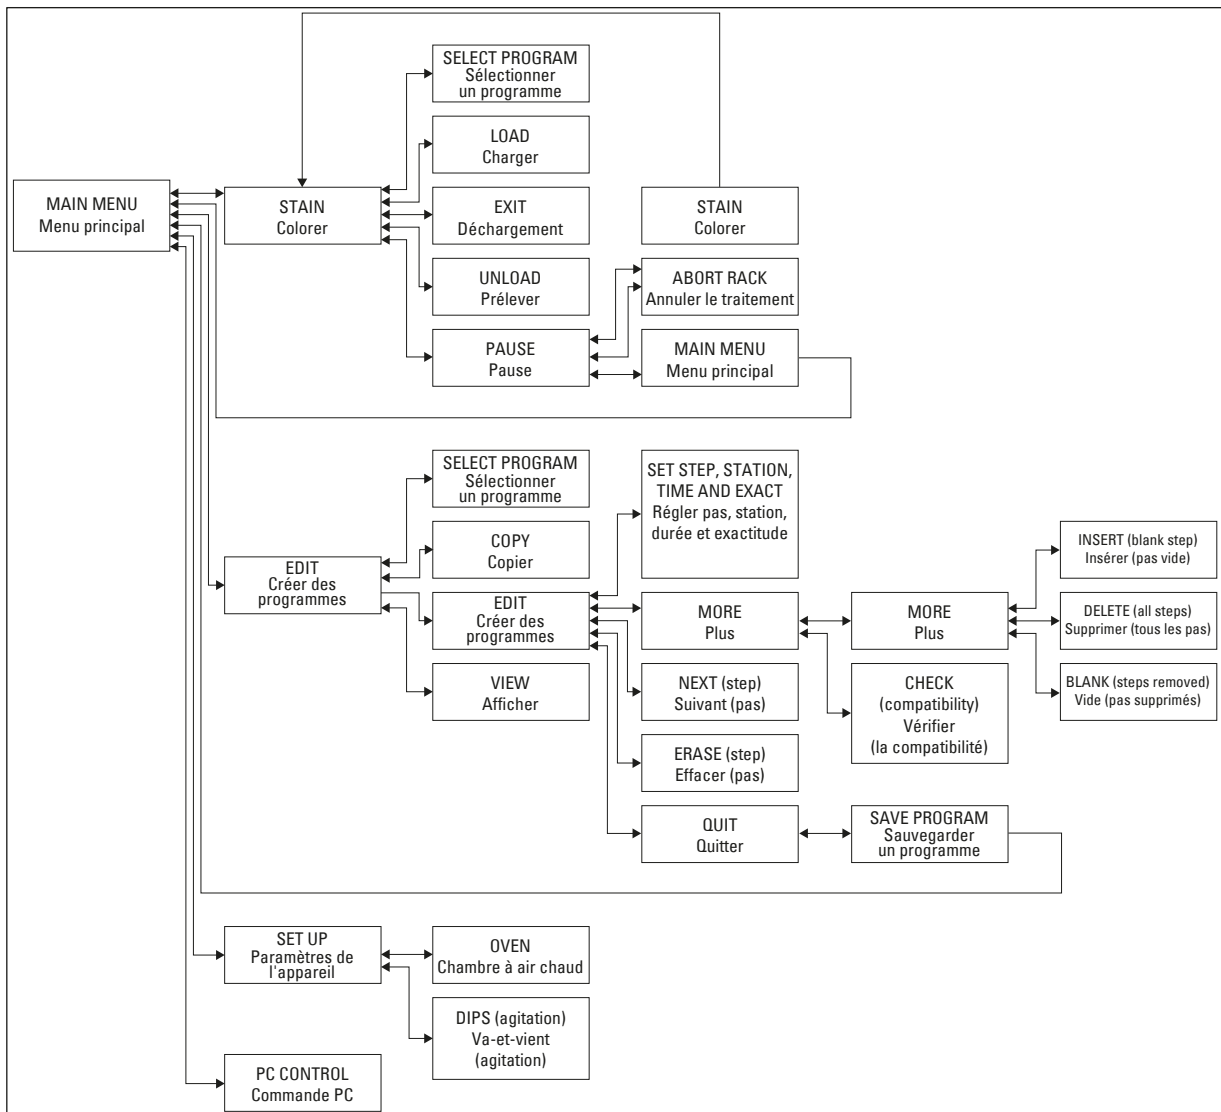 SELECT PROGRAM
Sélectionner
un programme
LOAD
Charger
MAIN MENU
Menu principal
STAIN
Colorer
EXIT
Déchargement
STAIN
Colorer
UNLOAD
Prélever
ABORT RACK
Annuler le traitement
PAUSE
Pause
MAIN MENU
Menu principal
SELECT PROGRAM
Sélectionner
un programme
SET STEP, STATION,
TIME AND EXACT
Régler pas, station,
durée et exactitude
COPY
Copier
INSERT (blank step)
Insérer (pas vide)
EDIT
Créer des
programmes
EDIT
Créer des
programmes
MORE
Plus
MORE
Plus
DELETE (all steps)
Supprimer (tous les pas)
VIEW
Afficher
NEXT (step)
Suivant (pas)
CHECK
(compatibility)
Vérifier
(la compatibilité)
BLANK (steps removed)
Vide (pas supprimés)
ERASE (step)
Effacer (pas)
QUIT
Quitter
SAVE PROGRAM
Sauvegarder
un programme
SET UP
Paramètres de
l'appareil
OVEN
Chambre à air chaud
DIPS (agitation)
Va-et-vient
(agitation)
PC CONTROL
Commande PC